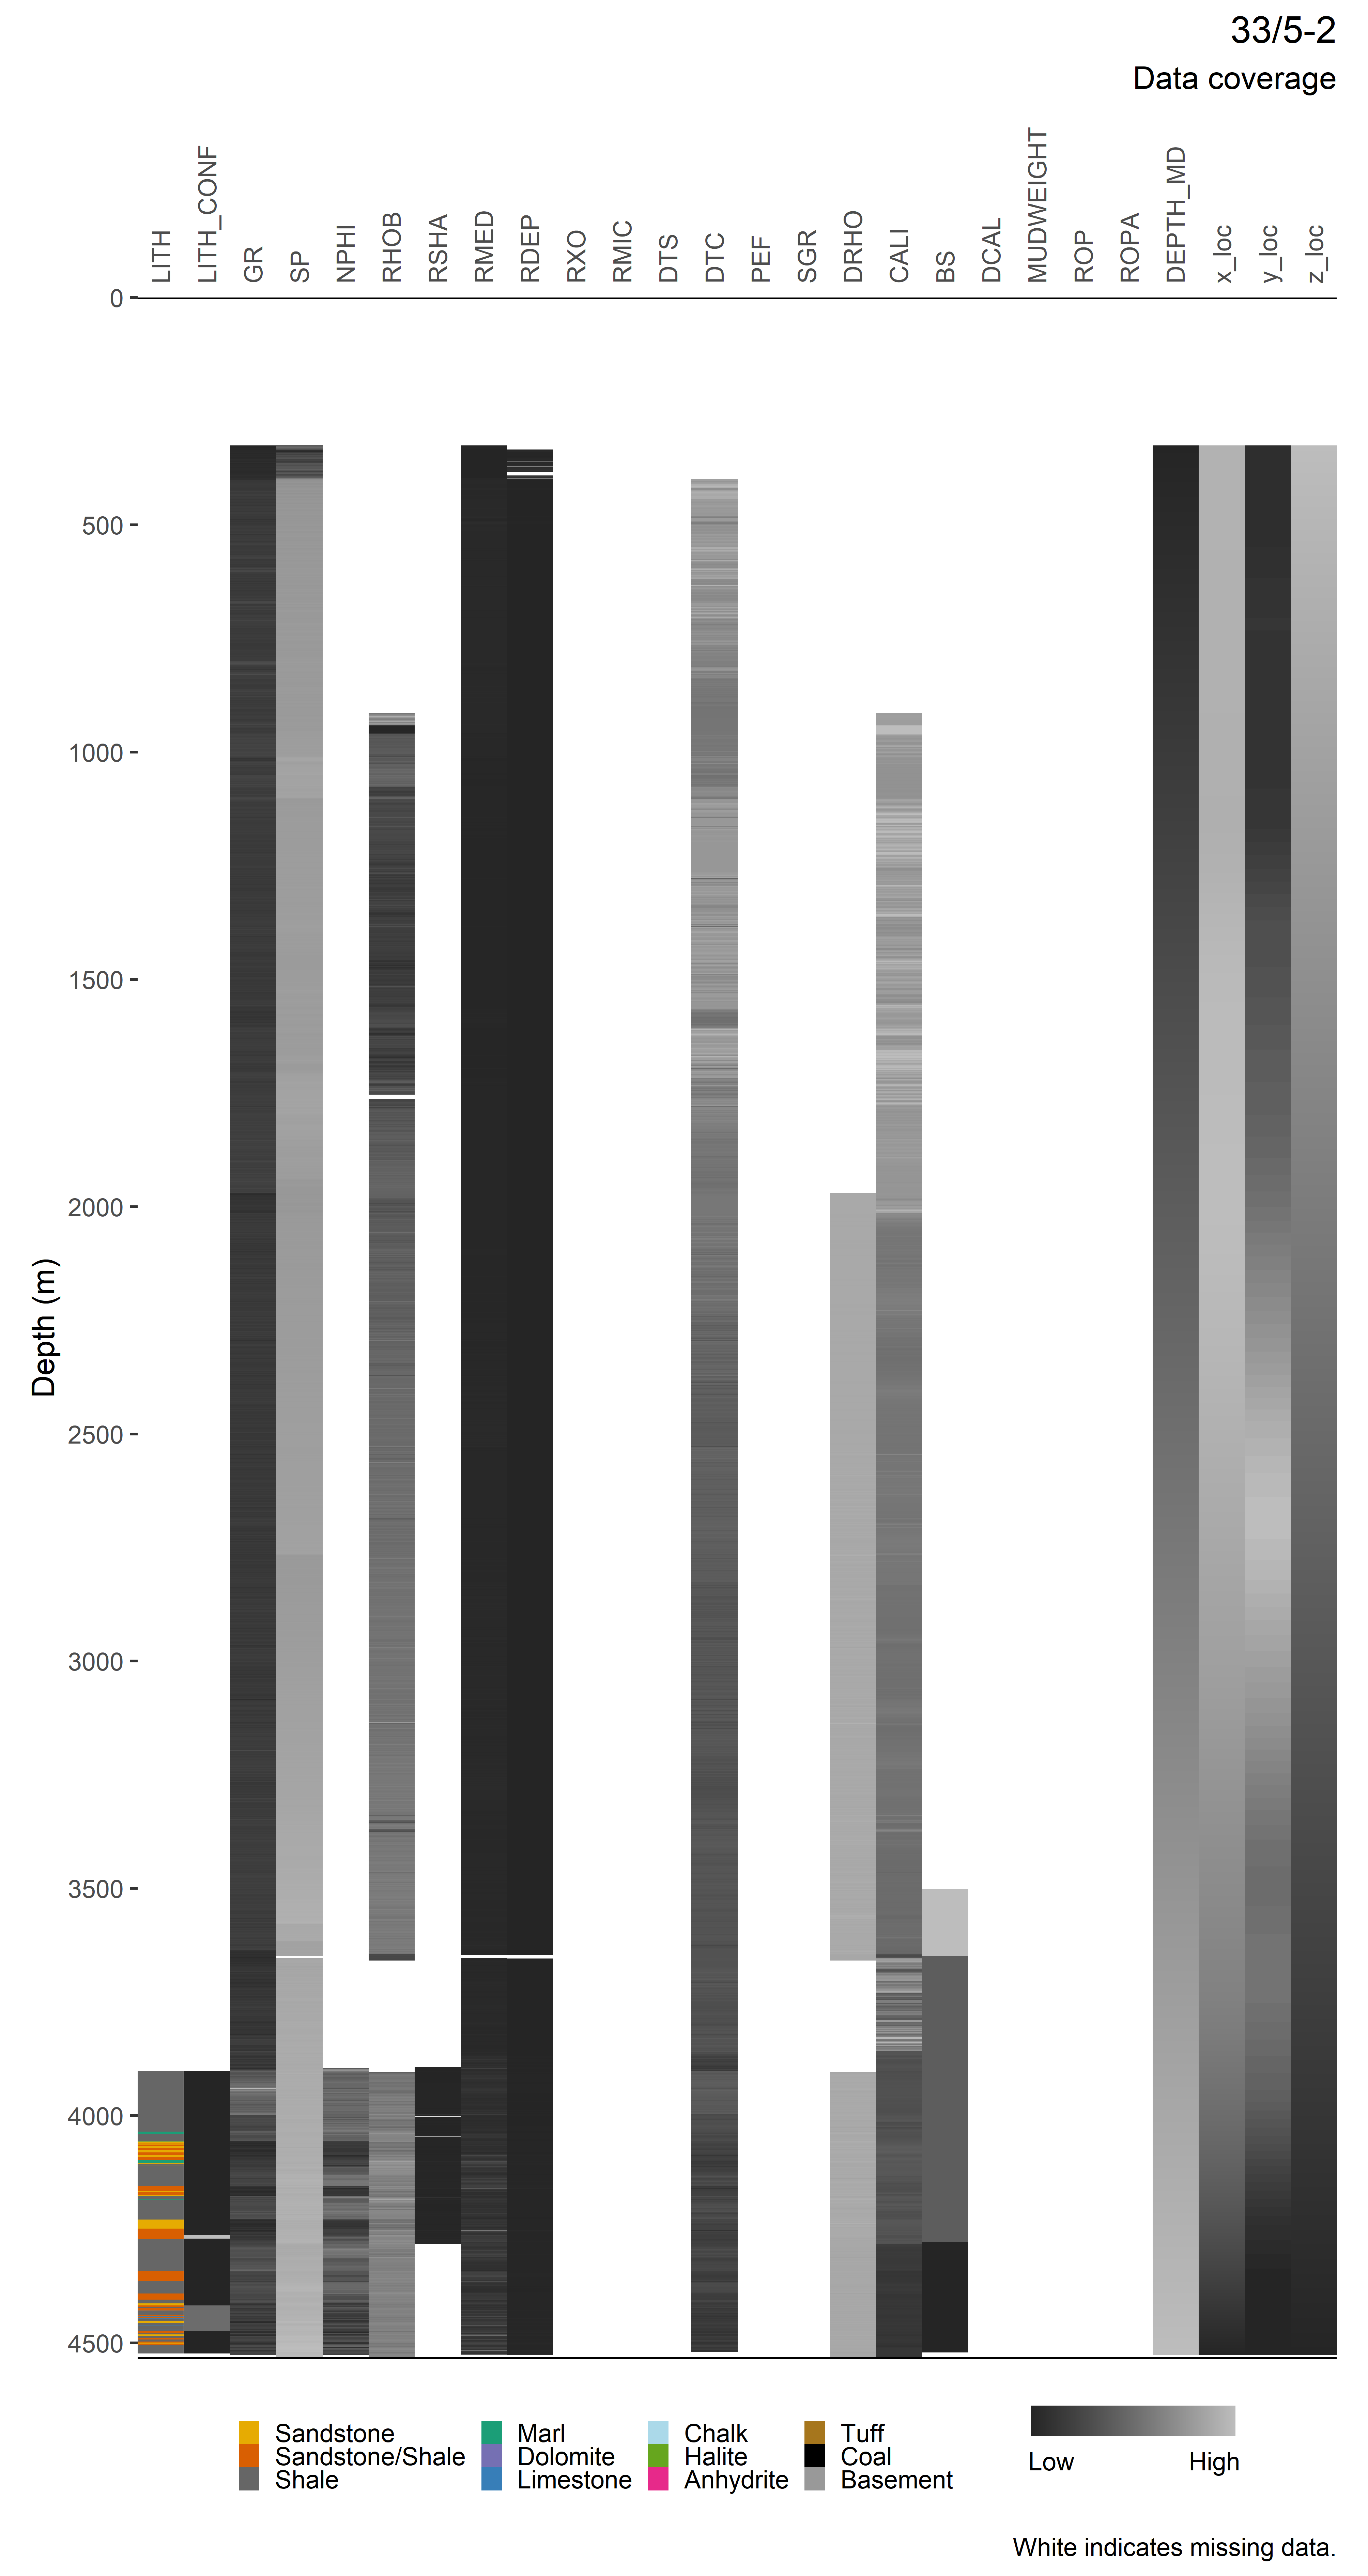 33/5-2
Data coverage
LITH
LITH_CONF
GR
SP
NPHI
RHOB
RSHA
RMED
RDEP
RXO
RMIC
DTS
DTC
PEF
SGR
DRHO
CALI
BS
DCAL
MUDWEIGHT
ROP
ROPA
DEPTH_MD
x_loc
y_loc
z_loc
0
500
1000
1500
2000
2500
3000
3500
4000
4500
Depth (m)
Sandstone
Sandstone/Shale
Shale
Marl
Dolomite
Limestone
Chalk
Halite
Anhydrite
Tuff
Coal
Basement
Low
High
White indicates missing data.